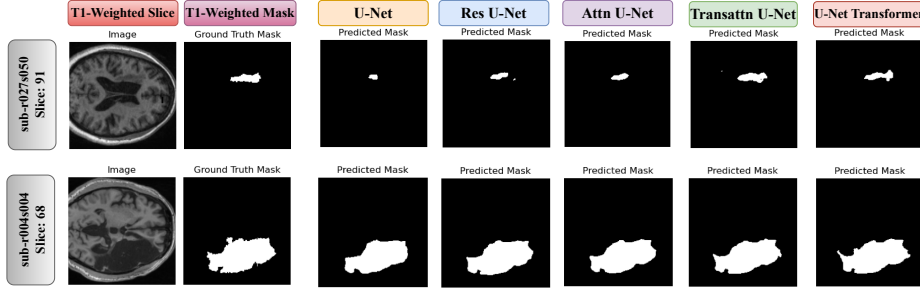 T1-Weighted Slice
T1-Weighted Mask
U-Net
Res U-Net
Attn U-Net
Transattn U-Net
U-Net Transformer
Image
Ground Truth Mask
Predicted Mask
Predicted Mask
Predicted Mask
Predicted Mask
Predicted Mask
sub-r027s050
Slice: 91
Image
Ground Truth Mask
Predicted Mask
Predicted Mask
Predicted Mask
Predicted Mask
Predicted Mask
sub-r004s004
Slice: 68